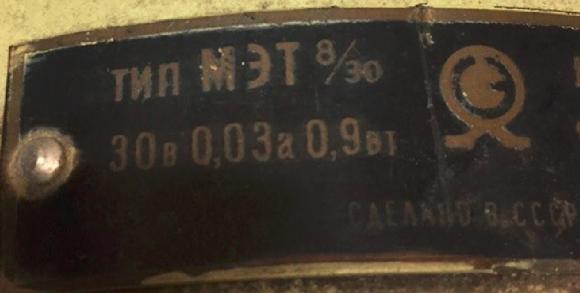 ТИП МЭТ 8/30
30в 0,03а 0,9вт
СДЕЛАНО В СССР